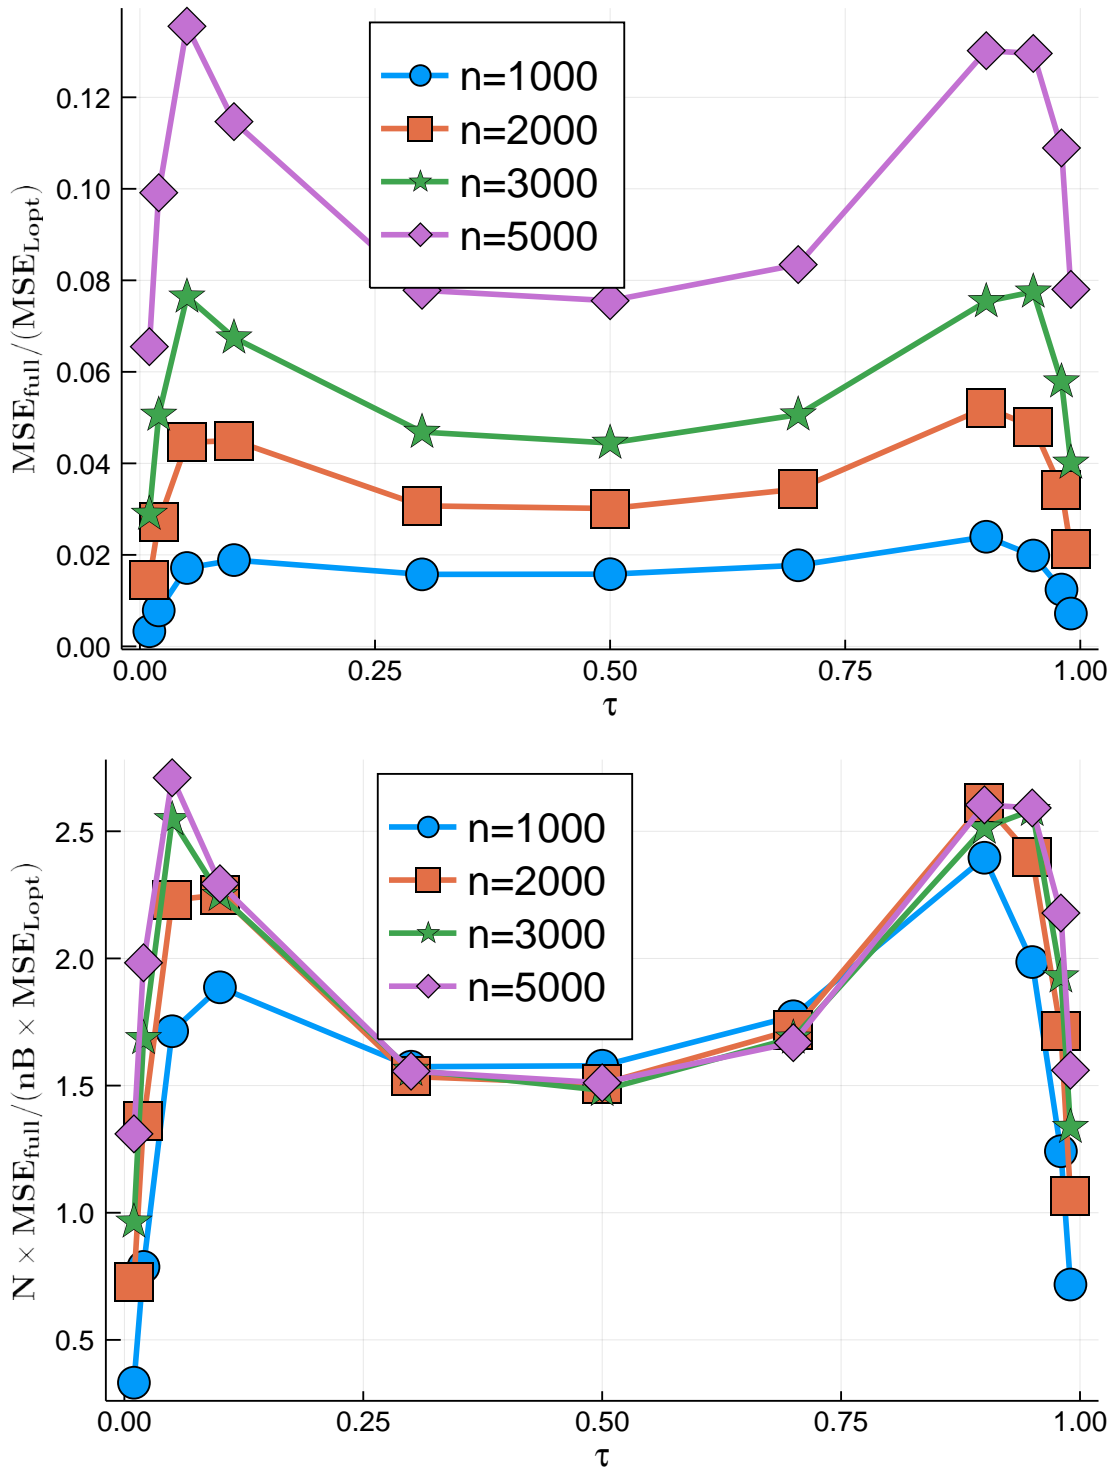 MSE_full/(MSE_Lopt)
0.12
0.10
0.08
0.06
0.04
0.02
0.00
n=1000
n=2000
n=3000
n=5000
0.00 0.25 0.50 0.75 1.00
τ
N × MSE_full/(nB × MSE_Lopt)
2.5
2.0
1.5
1.0
0.5
n=1000
n=2000
n=3000
n=5000
0.00 0.25 0.50 0.75 1.00
τ